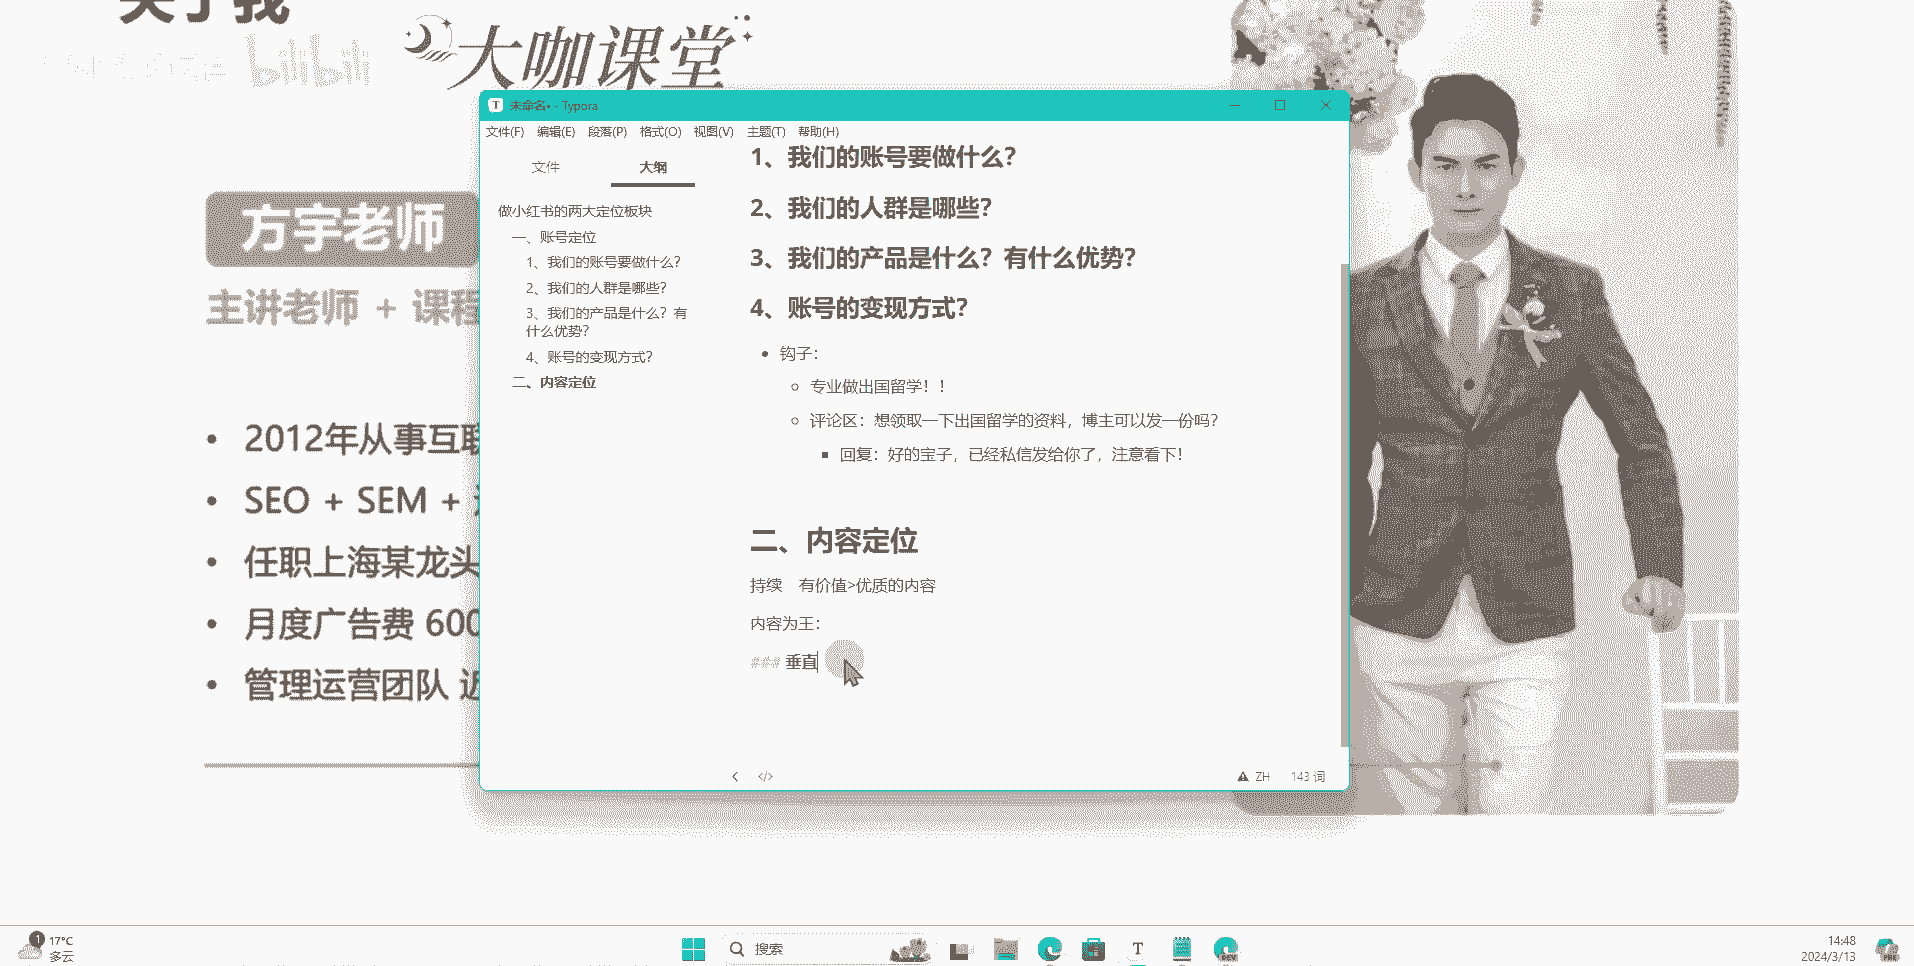 关于我
bilibili
大咖课堂
方宇老师
主讲老师 + 课程
2012年从事互联
SEO + SEM +
任职上海某龙头
月度广告费 600
管理运营团队 近
未命名• - Typora
文件(F) 编辑(E) 段落(P) 格式(O) 视图(V) 主题(T) 帮助(H)
文件 大纲
做小红书的两大定位板块
一、账号定位
1、我们的账号要做什么？
2、我们的人群是哪些？
3、我们的产品是什么？有
什么优势？
4、账号的变现方式？
二、内容定位
1、我们的账号要做什么？
2、我们的人群是哪些？
3、我们的产品是什么？有什么优势？
4、账号的变现方式？
钩子：
专业做出国留学！！
评论区：想领取一下出国留学的资料，博主可以发一份吗？
回复：好的宝子，已经私信发给你了，注意看下！
二、内容定位
持续 有价值>优质的内容
内容为王：
### 垂直
ZH 143 词
1
17°C
多云
搜索
DEV
14:48
2024/3/13
PRE